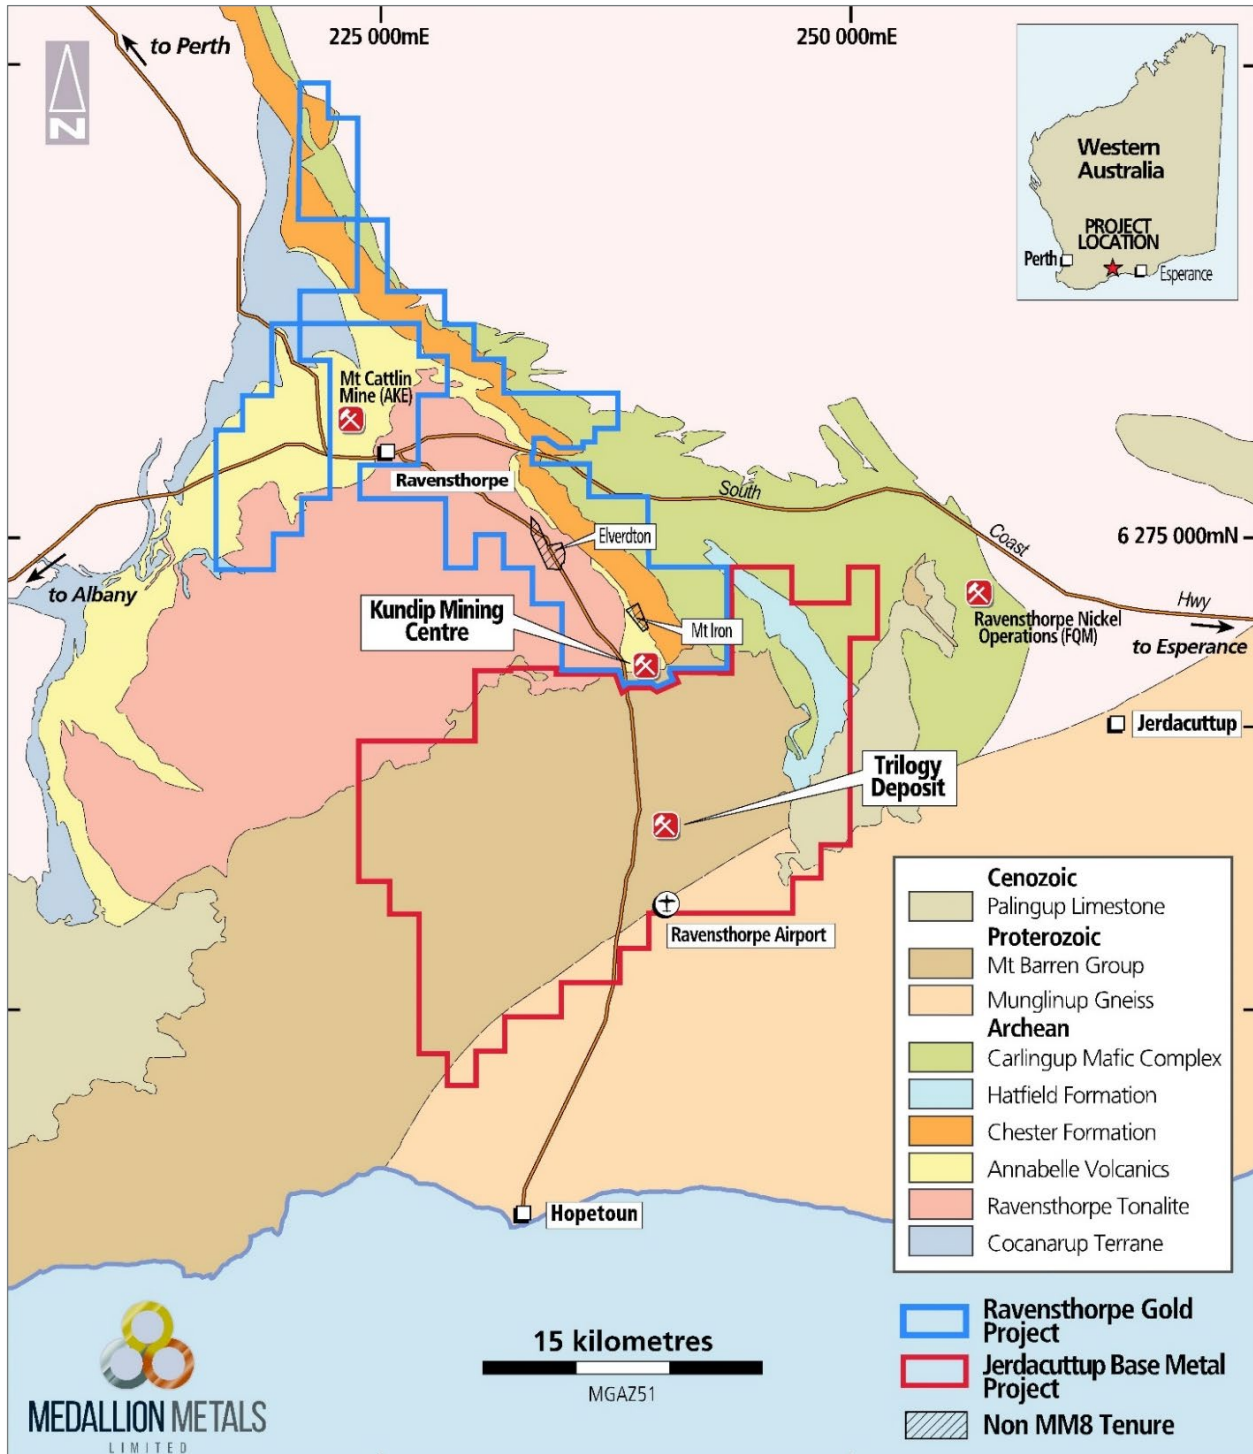 225 000mE
250 000mE
to Perth
N
Western
Australia
PROJECT
LOCATION
Perth
Esperance
Mt Cattlin
Mine (AKE)
Ravensthorpe
South
Coast
Hwy
6 275 000mN
to Albany
Elverdton
Kundip Mining
Centre
Mt Iron
Ravensthorpe Nickel
Operations (FQM)
to Esperance
Jerdacuttup
Trilogy
Deposit
Ravensthorpe Airport
Hopetoun
Cenozoic
Palingup Limestone
Proterozoic
Mt Barren Group
Munglinup Gneiss
Archean
Carlingup Mafic Complex
Hatfield Formation
Chester Formation
Annabelle Volcanics
Ravensthorpe Tonalite
Cocanarup Terrane
Ravensthorpe Gold
Project
Jerdacuttup Base Metal
Project
Non MM8 Tenure
15 kilometres
MGAZ51
MEDALLION METALS
LIMITED